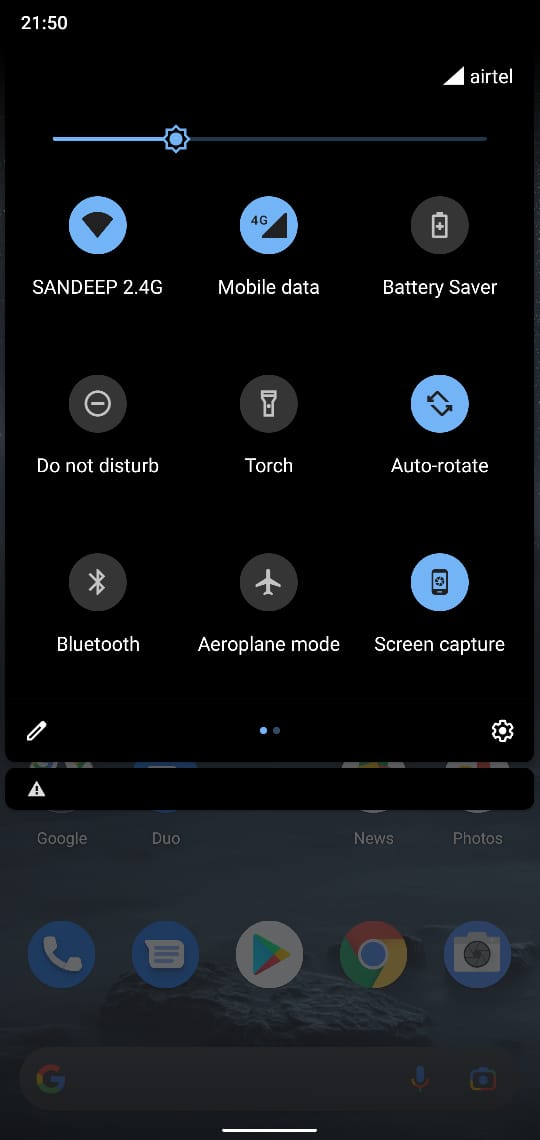 21:50
airtel
SANDEEP 2.4G
4G
Mobile data
Battery Saver
Do not disturb
Torch
Auto-rotate
Bluetooth
Aeroplane mode
Screen capture
Google
Duo
News
Photos